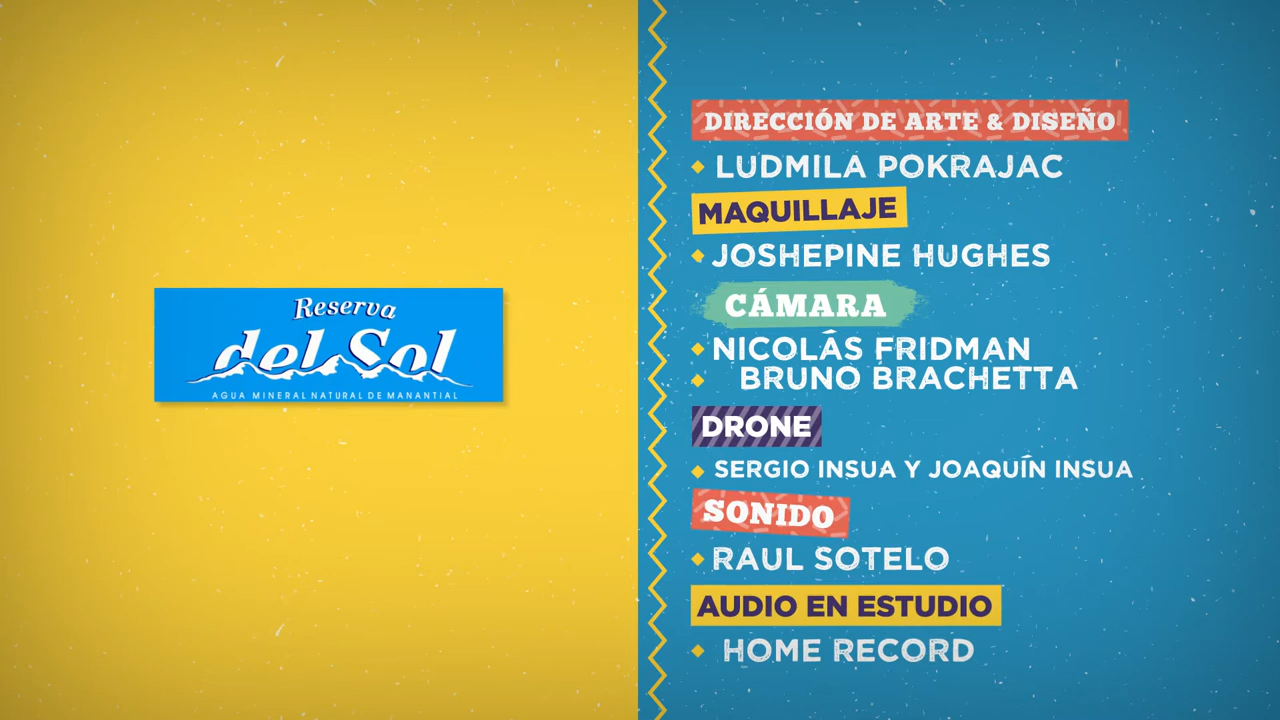 Reserva
del Sol
AGUA MINERAL NATURAL DE MANANTIAL
DIRECCIÓN DE ARTE & DISEÑO
LUDMILA POKRAJAC
MAQUILLAJE
JOSHEPINE HUGHES
CÁMARA
NICOLÁS FRIDMAN
BRUNO BRACHETTA
DRONE
SERGIO INSUA Y JOAQUÍN INSUA
SONIDO
RAUL SOTELO
AUDIO EN ESTUDIO
HOME RECORD